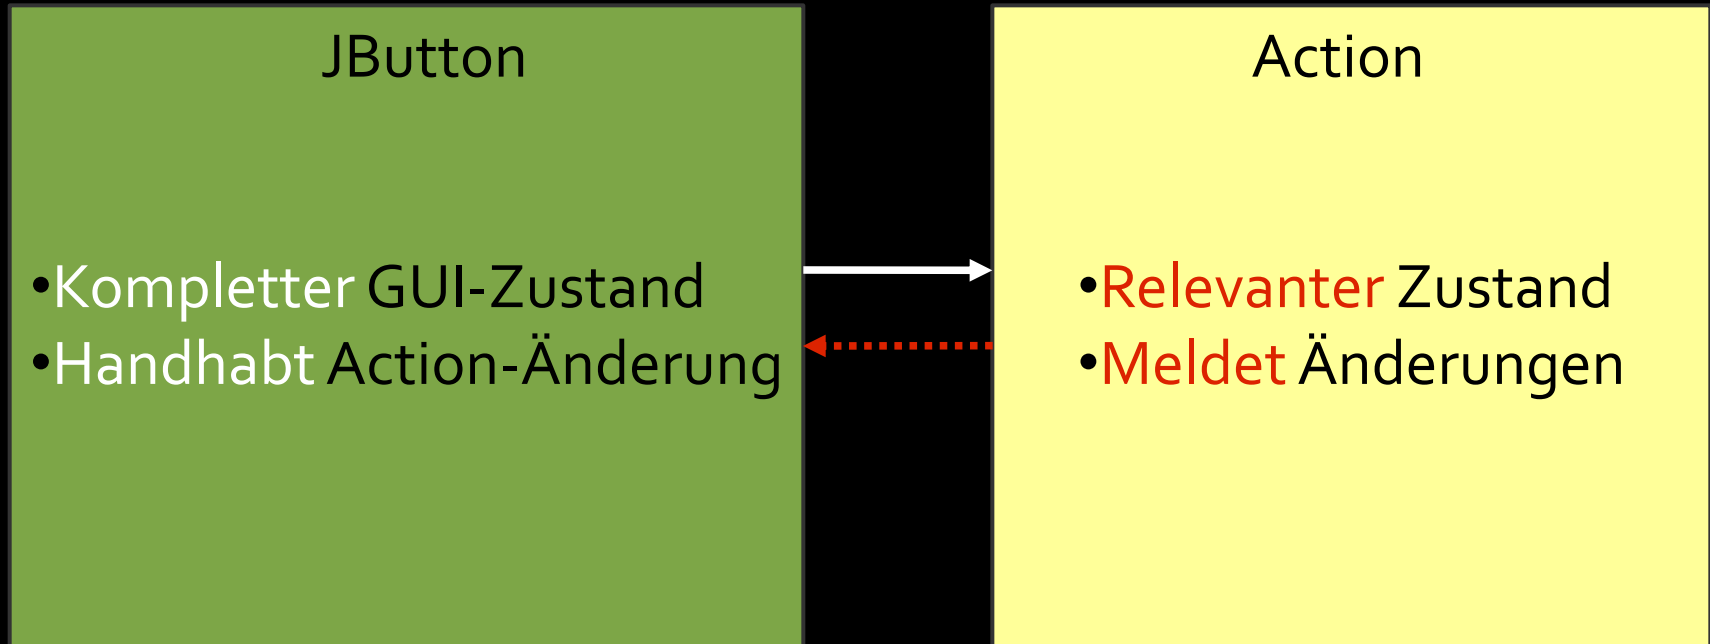 JButton
•Kompletter GUI-Zustand
•Handhabt Action-Änderung
Action
•Relevanter Zustand
•Meldet Änderungen